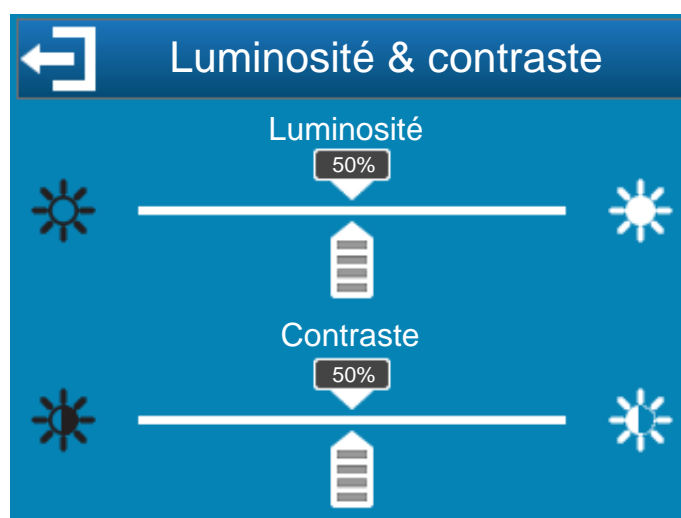 Luminosité & contraste
Luminosité
50%
Contraste
50%